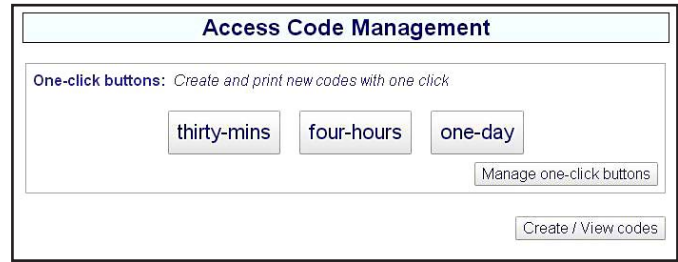 Access Code Management
One-click buttons: Create and print new codes with one click
thirty-mins four-hours one-day
Manage one-click buttons
Create / View codes